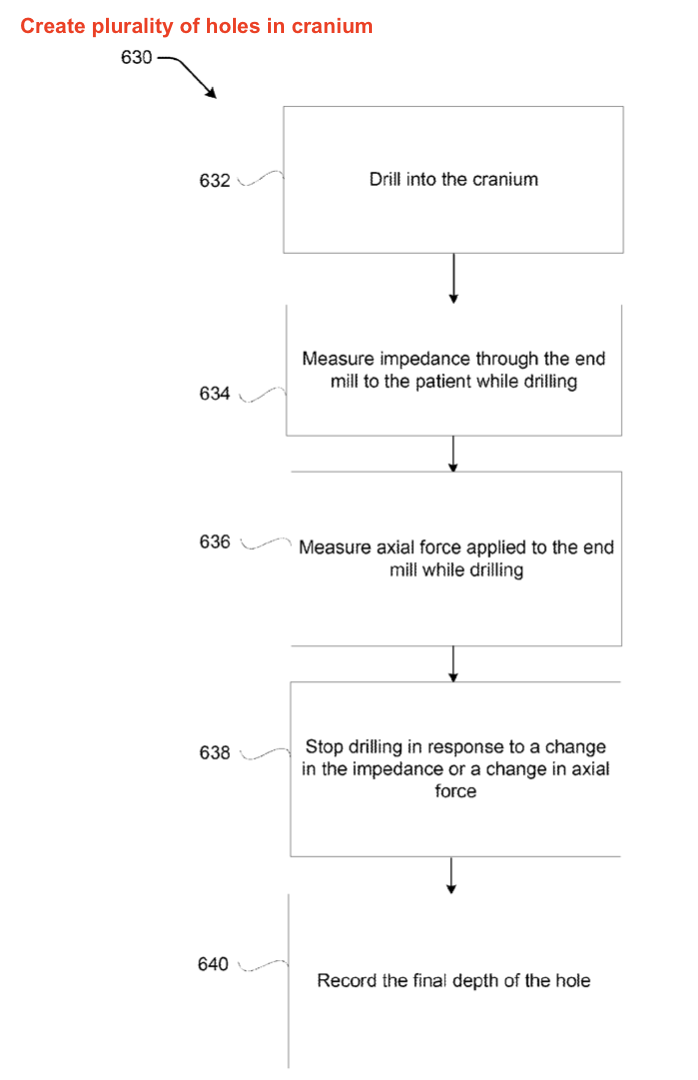 Create plurality of holes in cranium
630
632
Drill into the cranium
634
Measure impedance through the end
mill to the patient while drilling
636
Measure axial force applied to the end
mill while drilling
638
Stop drilling in response to a change
in the impedance or a change in axial
force
640
Record the final depth of the hole